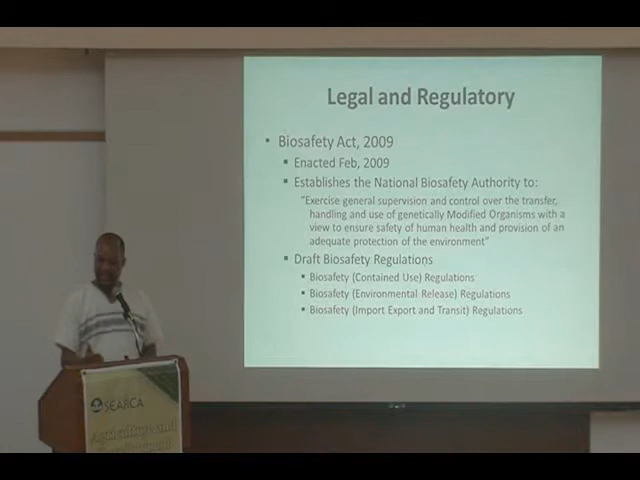 Legal and Regulatory
• Biosafety Act, 2009
▪ Enacted Feb, 2009
▪ Establishes the National Biosafety Authority to:
"Exercise general supervision and control over the transfer,
handling and use of genetically Modified Organisms with a
view to ensure safety of human health and provision of an
adequate protection of the environment"
▪ Draft Biosafety Regulations
▪ Biosafety (Contained Use) Regulations
▪ Biosafety (Environmental Release) Regulations
▪ Biosafety (Import Export and Transit) Regulations
SEARCA
Agriculture and
Development